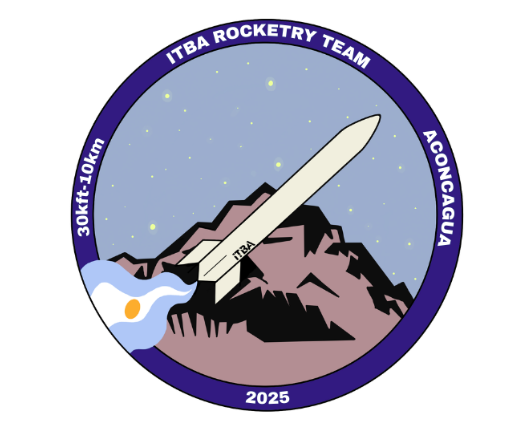 ITBA ROCKETRY TEAM
30kft-10km
ACONCAGUA
iTBA
2025